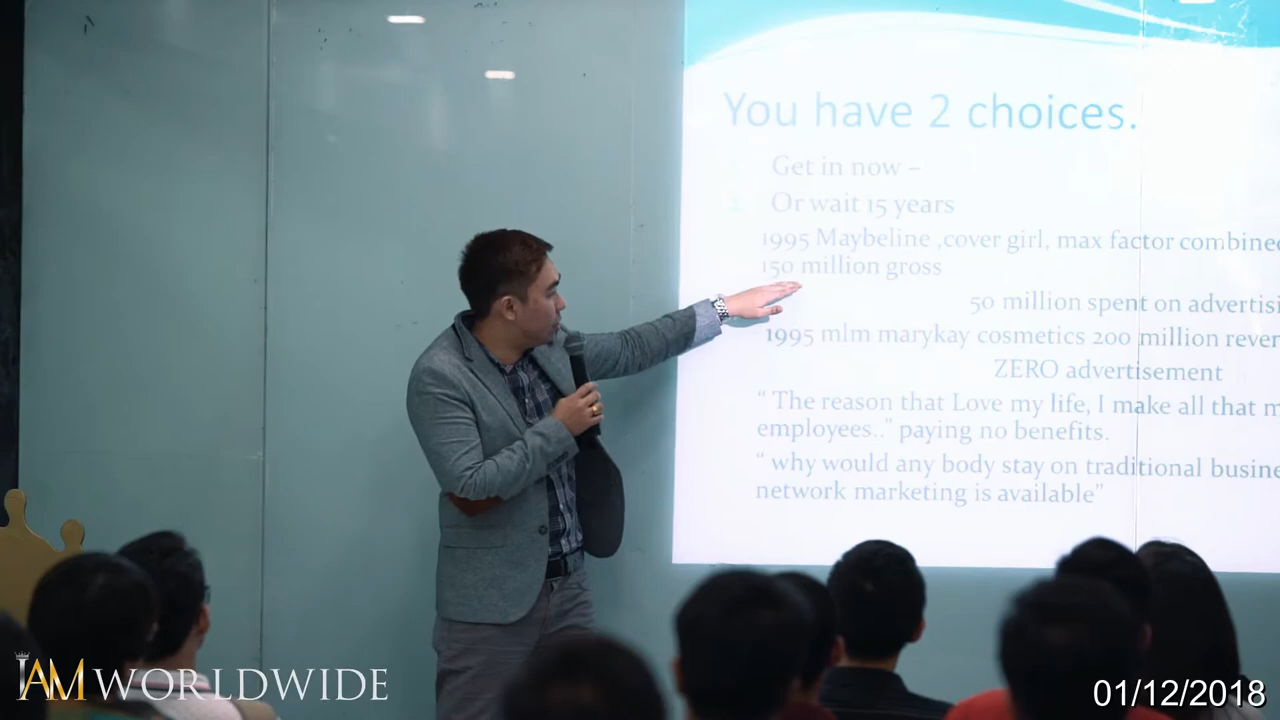 You have 2 choices.
Get in now –
Or wait 15 years
1995 Maybeline ,cover girl, max factor combined
150 million gross
50 million spent on advertisi
1995 mlm marykay cosmetics 200 million rever
ZERO advertisement
“ The reason that Love my life, I make all that m
employees..” paying no benefits.
“ why would any body stay on traditional busine
network marketing is available”
IAM WORLDWIDE
01/12/2018